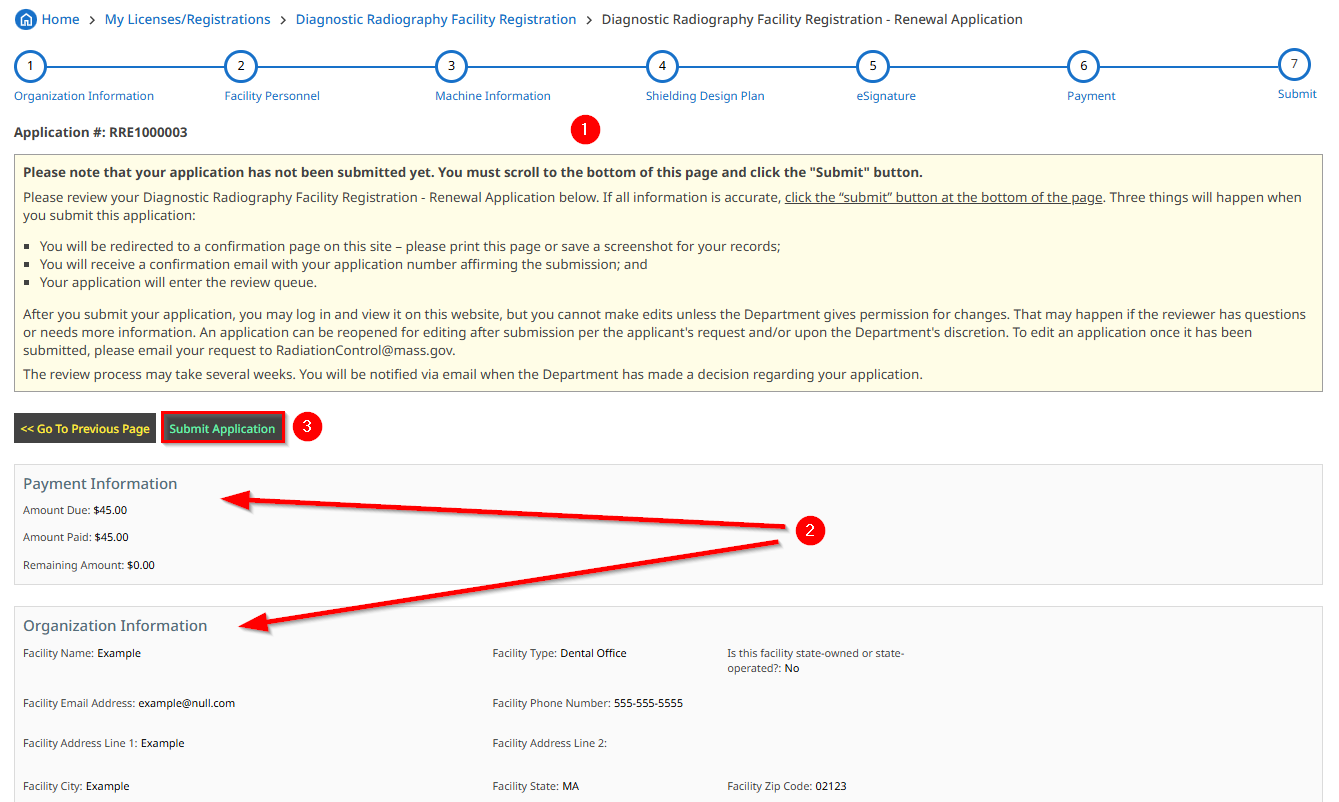 Home > My Licenses/Registrations > Diagnostic Radiography Facility Registration > Diagnostic Radiography Facility Registration - Renewal Application
1 2 3 4 5 6 7
Organization Information Facility Personnel Machine Information Shielding Design Plan eSignature Payment Submit
Application #: RRE1000003
1
Please note that your application has not been submitted yet. You must scroll to the bottom of this page and click the "Submit" button.
Please review your Diagnostic Radiography Facility Registration - Renewal Application below. If all information is accurate, click the “submit” button at the bottom of the page. Three things will happen when
you submit this application:
▪ You will be redirected to a confirmation page on this site – please print this page or save a screenshot for your records;
▪ You will receive a confirmation email with your application number affirming the submission; and
▪ Your application will enter the review queue.
After you submit your application, you may log in and view it on this website, but you cannot make edits unless the Department gives permission for changes. That may happen if the reviewer has questions
or needs more information. An application can be reopened for editing after submission per the applicant's request and/or upon the Department's discretion. To edit an application once it has been
submitted, please email your request to RadiationControl@mass.gov.
The review process may take several weeks. You will be notified via email when the Department has made a decision regarding your application.
<< Go To Previous Page Submit Application 3
Payment Information
Amount Due: $45.00
2
Amount Paid: $45.00
Remaining Amount: $0.00
Organization Information
Facility Name: Example Facility Type: Dental Office Is this facility state-owned or state-
operated?: No
Facility Email Address: example@null.com Facility Phone Number: 555-555-5555
Facility Address Line 1: Example Facility Address Line 2:
Facility City: Example Facility State: MA Facility Zip Code: 02123